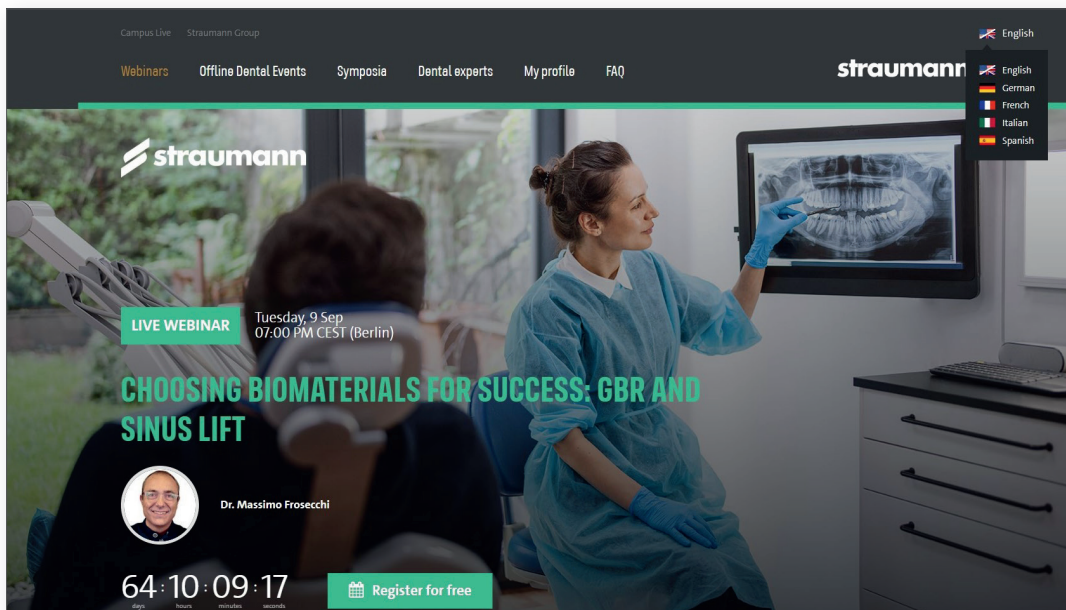 Campus Live Straumann Group
English
Webinars Offline Dental Events Symposia Dental experts My profile FAQ
straumann
English
German
French
Italian
Spanish
straumann
LIVE WEBINAR
Tuesday, 9 Sep
07:00 PM CEST (Berlin)
CHOOSING BIOMATERIALS FOR SUCCESS: GBR AND
SINUS LIFT
Dr. Massimo Frosecchi
64:10:09:17
days hours minutes seconds
Register for free